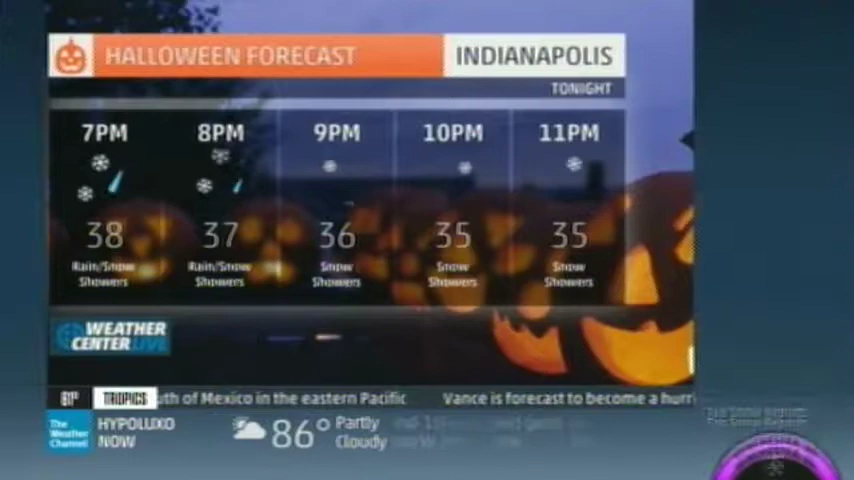 HALLOWEEN FORECAST
INDIANAPOLIS
TONIGHT
7PM 8PM 9PM 10PM 11PM
38 37 36 35 35
Rain/Snow Rain/Snow Snow Snow Snow
Showers Showers Showers Showers Showers
WEATHER
CENTER LIVE
61° TROPICS uth of Mexico in the eastern Pacific Vance is forecast to become a hurri
The
Weather
Channel
HYPOLUXO
NOW
86° Partly
Cloudy